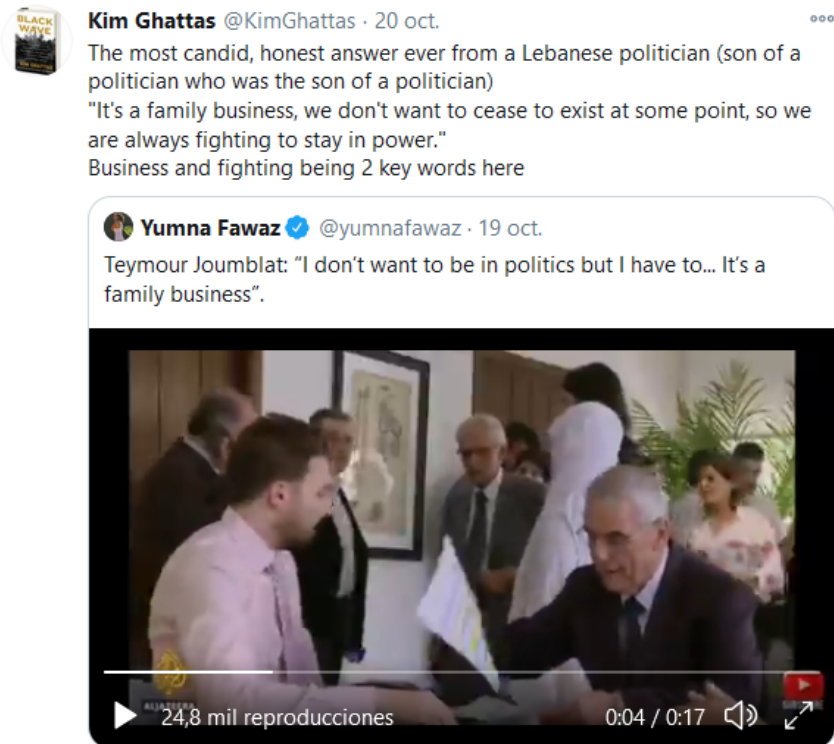 BLACK
WAVE
KIM GHATTAS
Kim Ghattas @KimGhattas · 20 oct.
The most candid, honest answer ever from a Lebanese politician (son of a
politician who was the son of a politician)
"It's a family business, we don't want to cease to exist at some point, so we
are always fighting to stay in power."
Business and fighting being 2 key words here
Yumna Fawaz @yumnafawaz · 19 oct.
Teymour Joumblat: “I don’t want to be in politics but I have to... It’s a
family business”.
ALJAZEERA
24,8 mil reproducciones
0:04 / 0:17